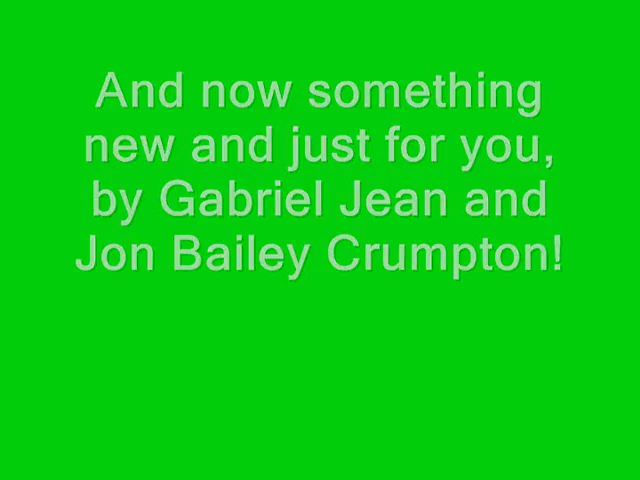 And now something
new and just for you,
by Gabriel Jean and
Jon Bailey Crumpton!